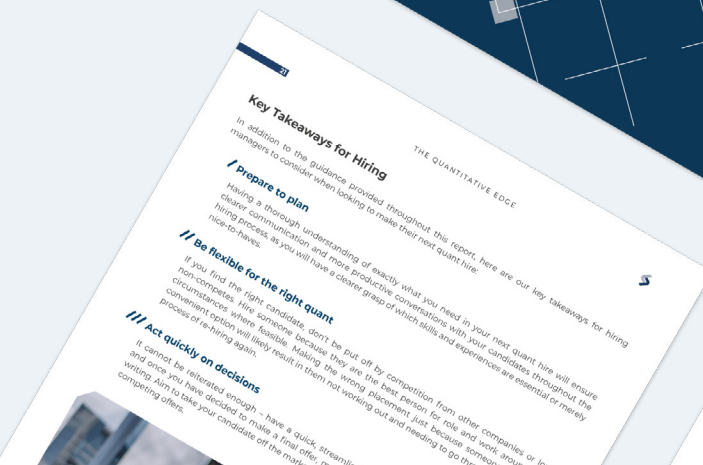 21
THE QUANTITATIVE EDGE
S
Key Takeaways for Hiring
In addition to the guidance provided throughout this report, here are our key takeaways for hiring
managers to consider when looking to make their next quant hire:
/ Prepare to plan
Having a thorough understanding of exactly what you need in your next quant hire will ensure
clearer communication and more productive conversations with your candidates throughout the
hiring process, as you will have a clearer grasp of which skills and experiences are essential or merely
nice-to-haves.
// Be flexible for the right quant
If you find the right candidate, don't be put off by competition from other companies or
non-competes. Hire someone because they are the best person for role and work
circumstances where feasible. Making the wrong placement just because
convenient option will likely result in them not working out and needing to go
process of re-hiring again.
/// Act quickly on decisions
It cannot be reiterated enough – have a quick,
and once you have decided to make a final offer,
writing. Aim to take your candidate off the
competing offers.